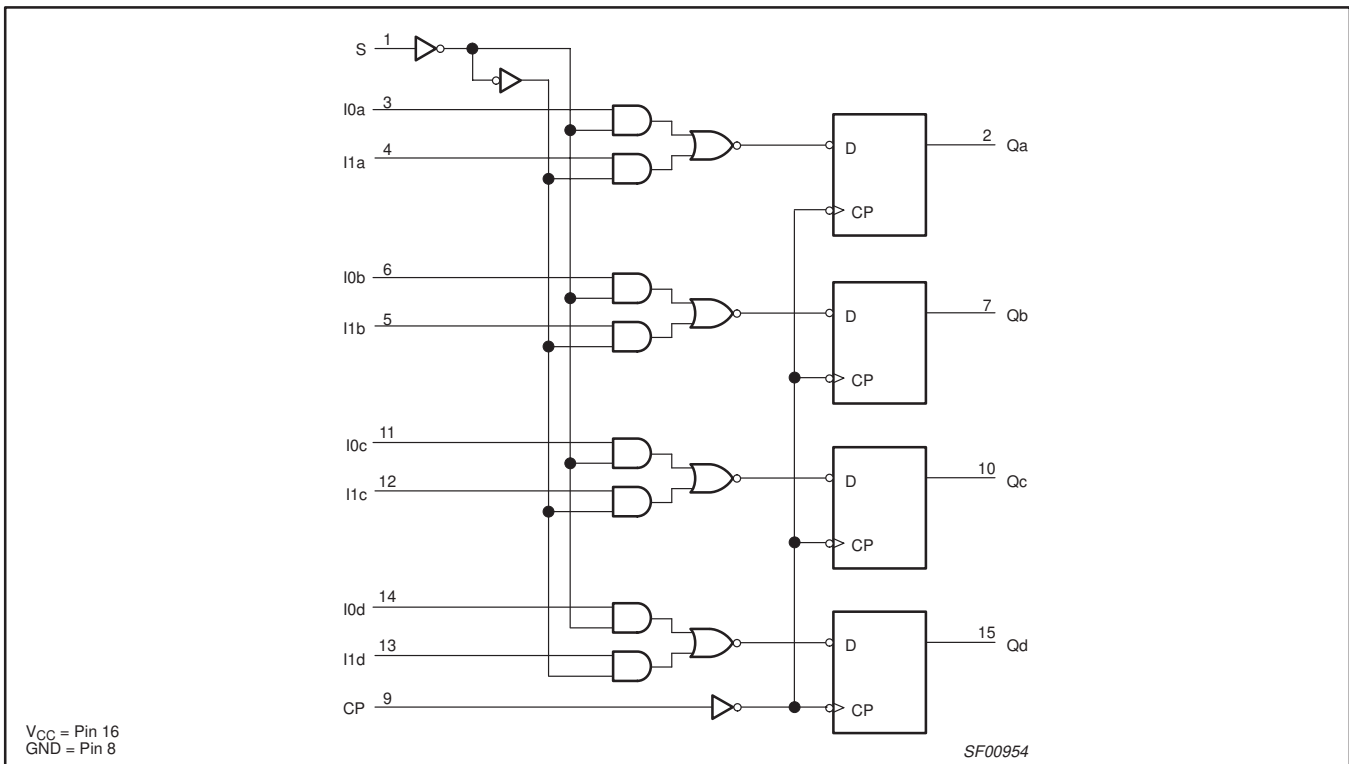 S 1
I0a 3
I1a 4
D
2 Qa
CP
I0b 6
I1b 5
D
7 Qb
CP
I0c 11
I1c 12
D
10 Qc
CP
I0d 14
I1d 13
D
15 Qd
CP 9
CP
VCC = Pin 16
GND = Pin 8
SF00954